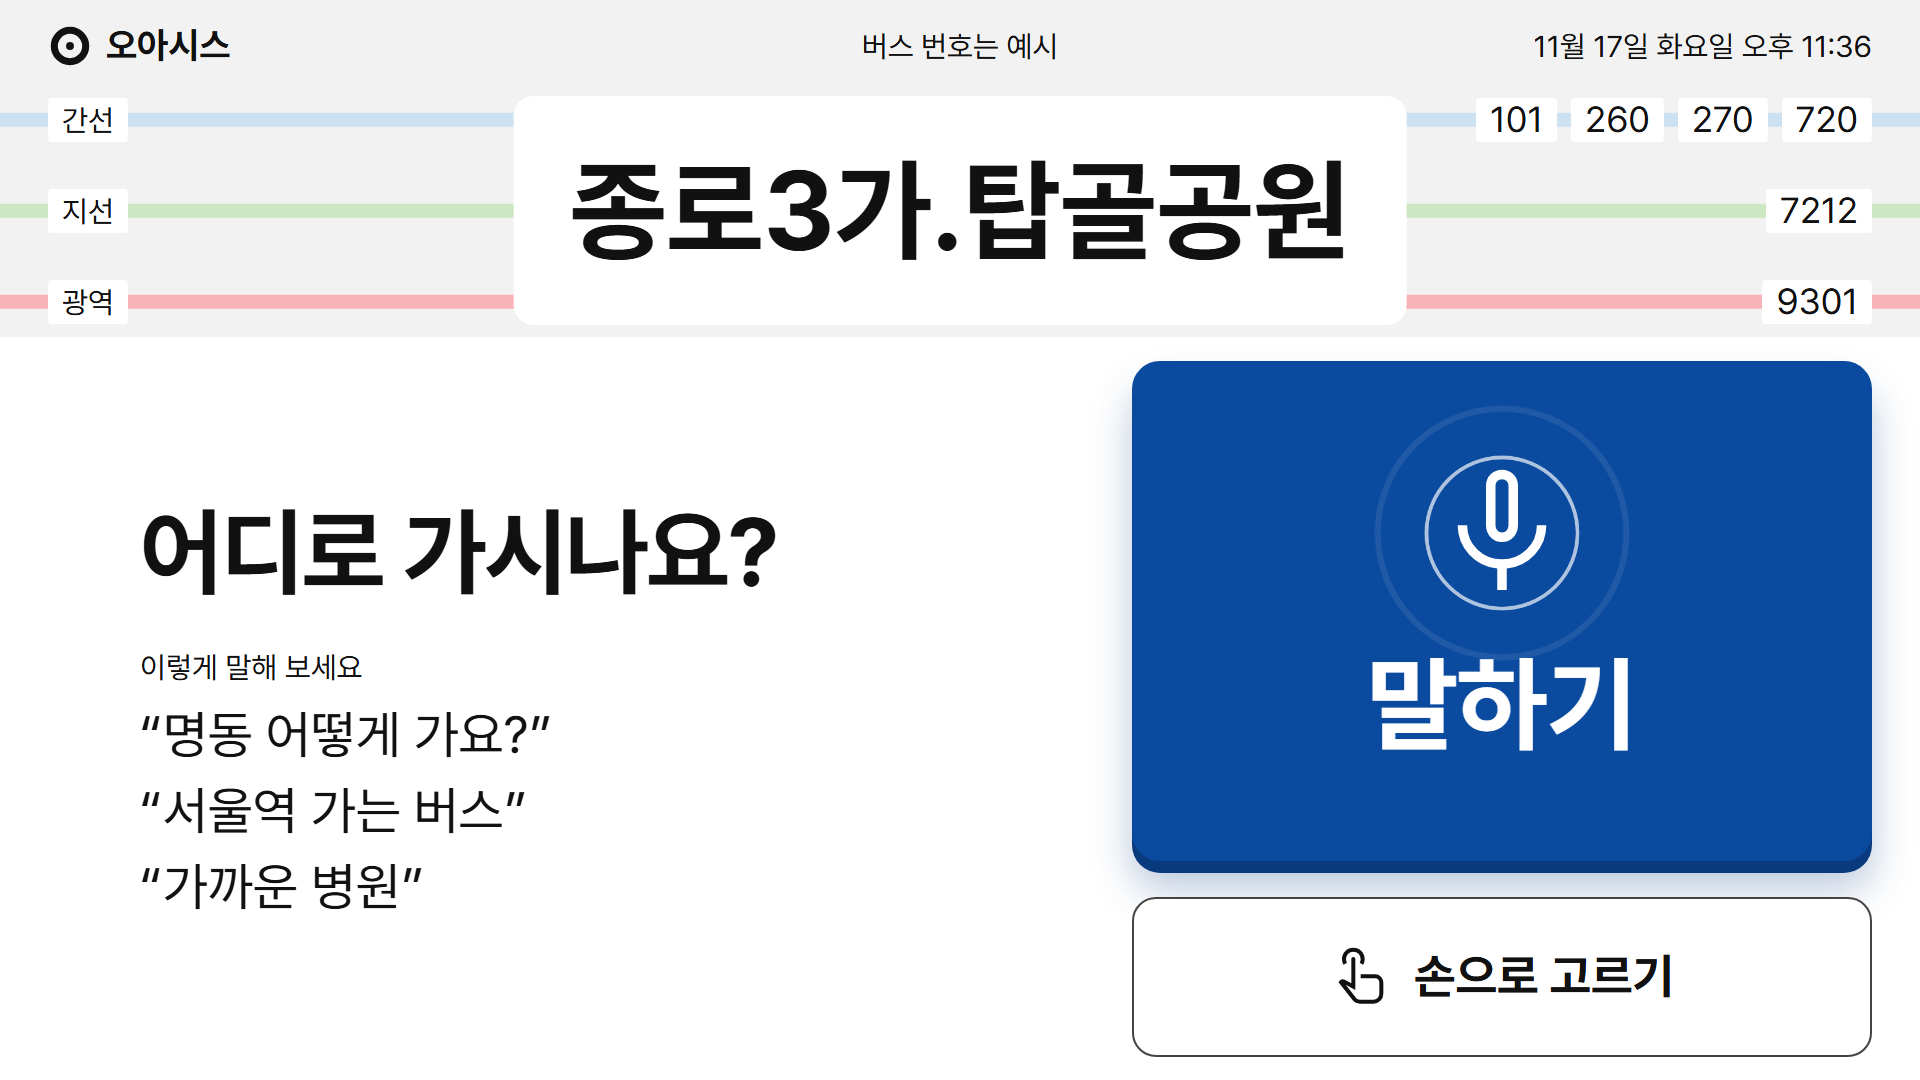 오아시스
버스 번호는 예시
11월 17일 화요일 오후 11:36
간선
101 260 270 720
종로3가.탑골공원
지선
7212
광역
9301
어디로 가시나요?
이렇게 말해 보세요
“명동 어떻게 가요?”
“서울역 가는 버스”
“가까운 병원”
말하기
손으로 고르기